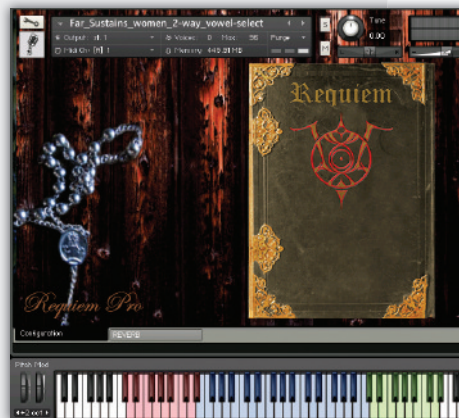 Far_Sustains_women_2-way_vowel-select
S
Tune
0.00
Output: st. 1
Voices: 0 Max: 96 Purge
M
Midi Ch: [A] 1
Memory: 449.91 MB
Requiem
Requiem Pro
Configuration
REVERB
Pitch Mod